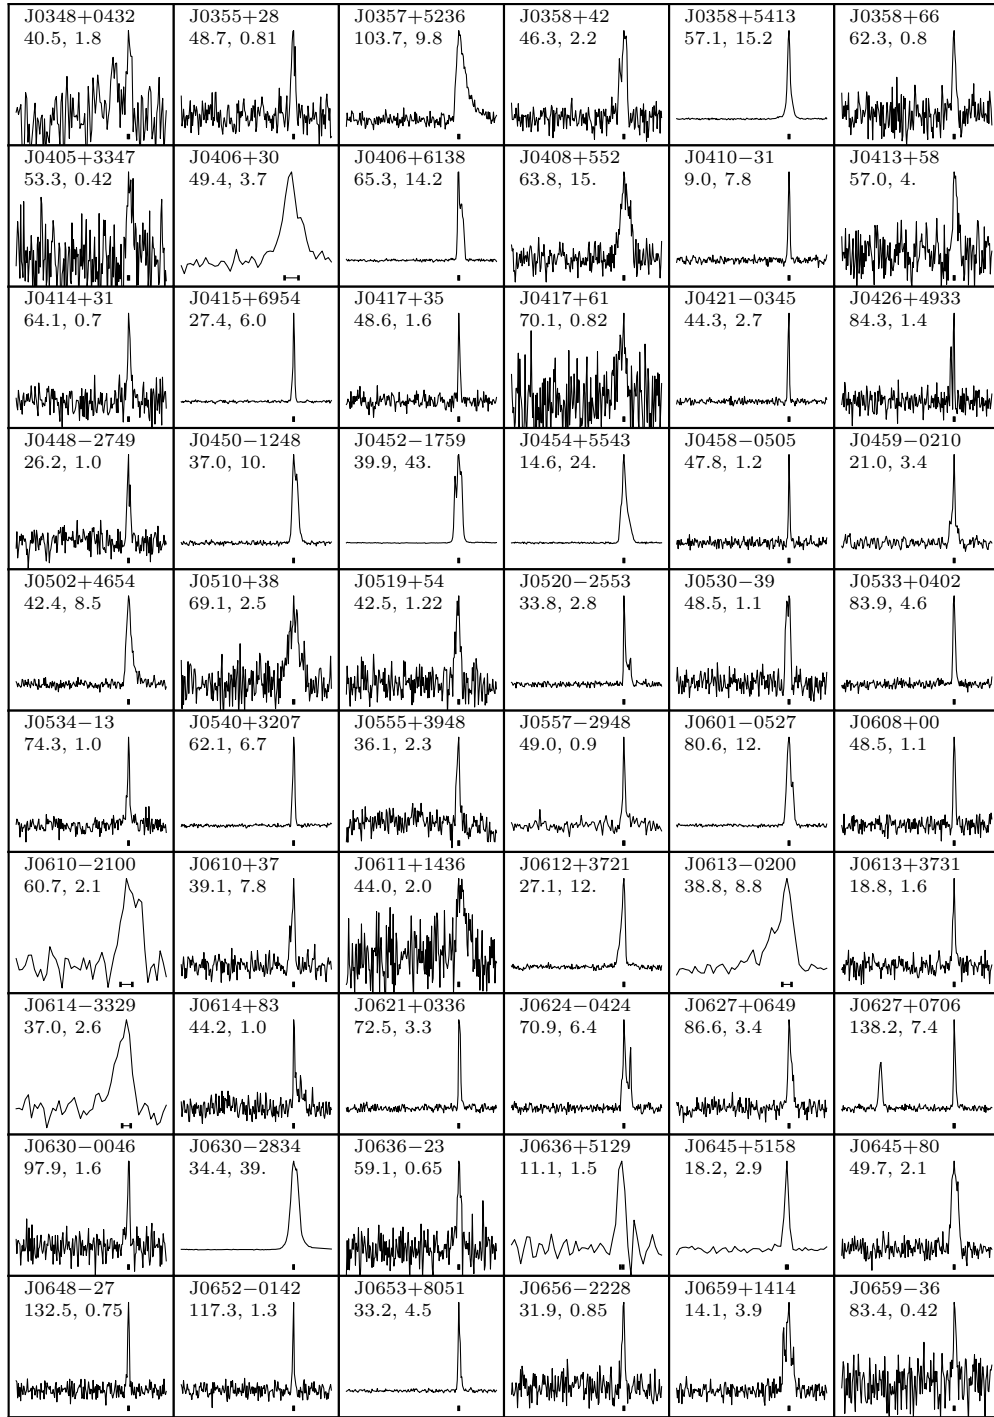 J0348+0432
40.5, 1.8
J0355+28
48.7, 0.81
J0357+5236
103.7, 9.8
J0358+42
46.3, 2.2
J0358+5413
57.1, 15.2
J0358+66
62.3, 0.8
J0405+3347
53.3, 0.42
J0406+30
49.4, 3.7
J0406+6138
65.3, 14.2
J0408+552
63.8, 15.
J0410−31
9.0, 7.8
J0413+58
57.0, 4.
J0414+31
64.1, 0.7
J0415+6954
27.4, 6.0
J0417+35
48.6, 1.6
J0417+61
70.1, 0.82
J0421−0345
44.3, 2.7
J0426+4933
84.3, 1.4
J0448−2749
26.2, 1.0
J0450−1248
37.0, 10.
J0452−1759
39.9, 43.
J0454+5543
14.6, 24.
J0458−0505
47.8, 1.2
J0459−0210
21.0, 3.4
J0502+4654
42.4, 8.5
J0510+38
69.1, 2.5
J0519+54
42.5, 1.22
J0520−2553
33.8, 2.8
J0530−39
48.5, 1.1
J0533+0402
83.9, 4.6
J0534−13
74.3, 1.0
J0540+3207
62.1, 6.7
J0555+3948
36.1, 2.3
J0557−2948
49.0, 0.9
J0601−0527
80.6, 12.
J0608+00
48.5, 1.1
J0610−2100
60.7, 2.1
J0610+37
39.1, 7.8
J0611+1436
44.0, 2.0
J0612+3721
27.1, 12.
J0613−0200
38.8, 8.8
J0613+3731
18.8, 1.6
J0614−3329
37.0, 2.6
J0614+83
44.2, 1.0
J0621+0336
72.5, 3.3
J0624−0424
70.9, 6.4
J0627+0649
86.6, 3.4
J0627+0706
138.2, 7.4
J0630−0046
97.9, 1.6
J0630−2834
34.4, 39.
J0636−23
59.1, 0.65
J0636+5129
11.1, 1.5
J0645+5158
18.2, 2.9
J0645+80
49.7, 2.1
J0648−27
132.5, 0.75
J0652−0142
117.3, 1.3
J0653+8051
33.2, 4.5
J0656−2228
31.9, 0.85
J0659+1414
14.1, 3.9
J0659−36
83.4, 0.42